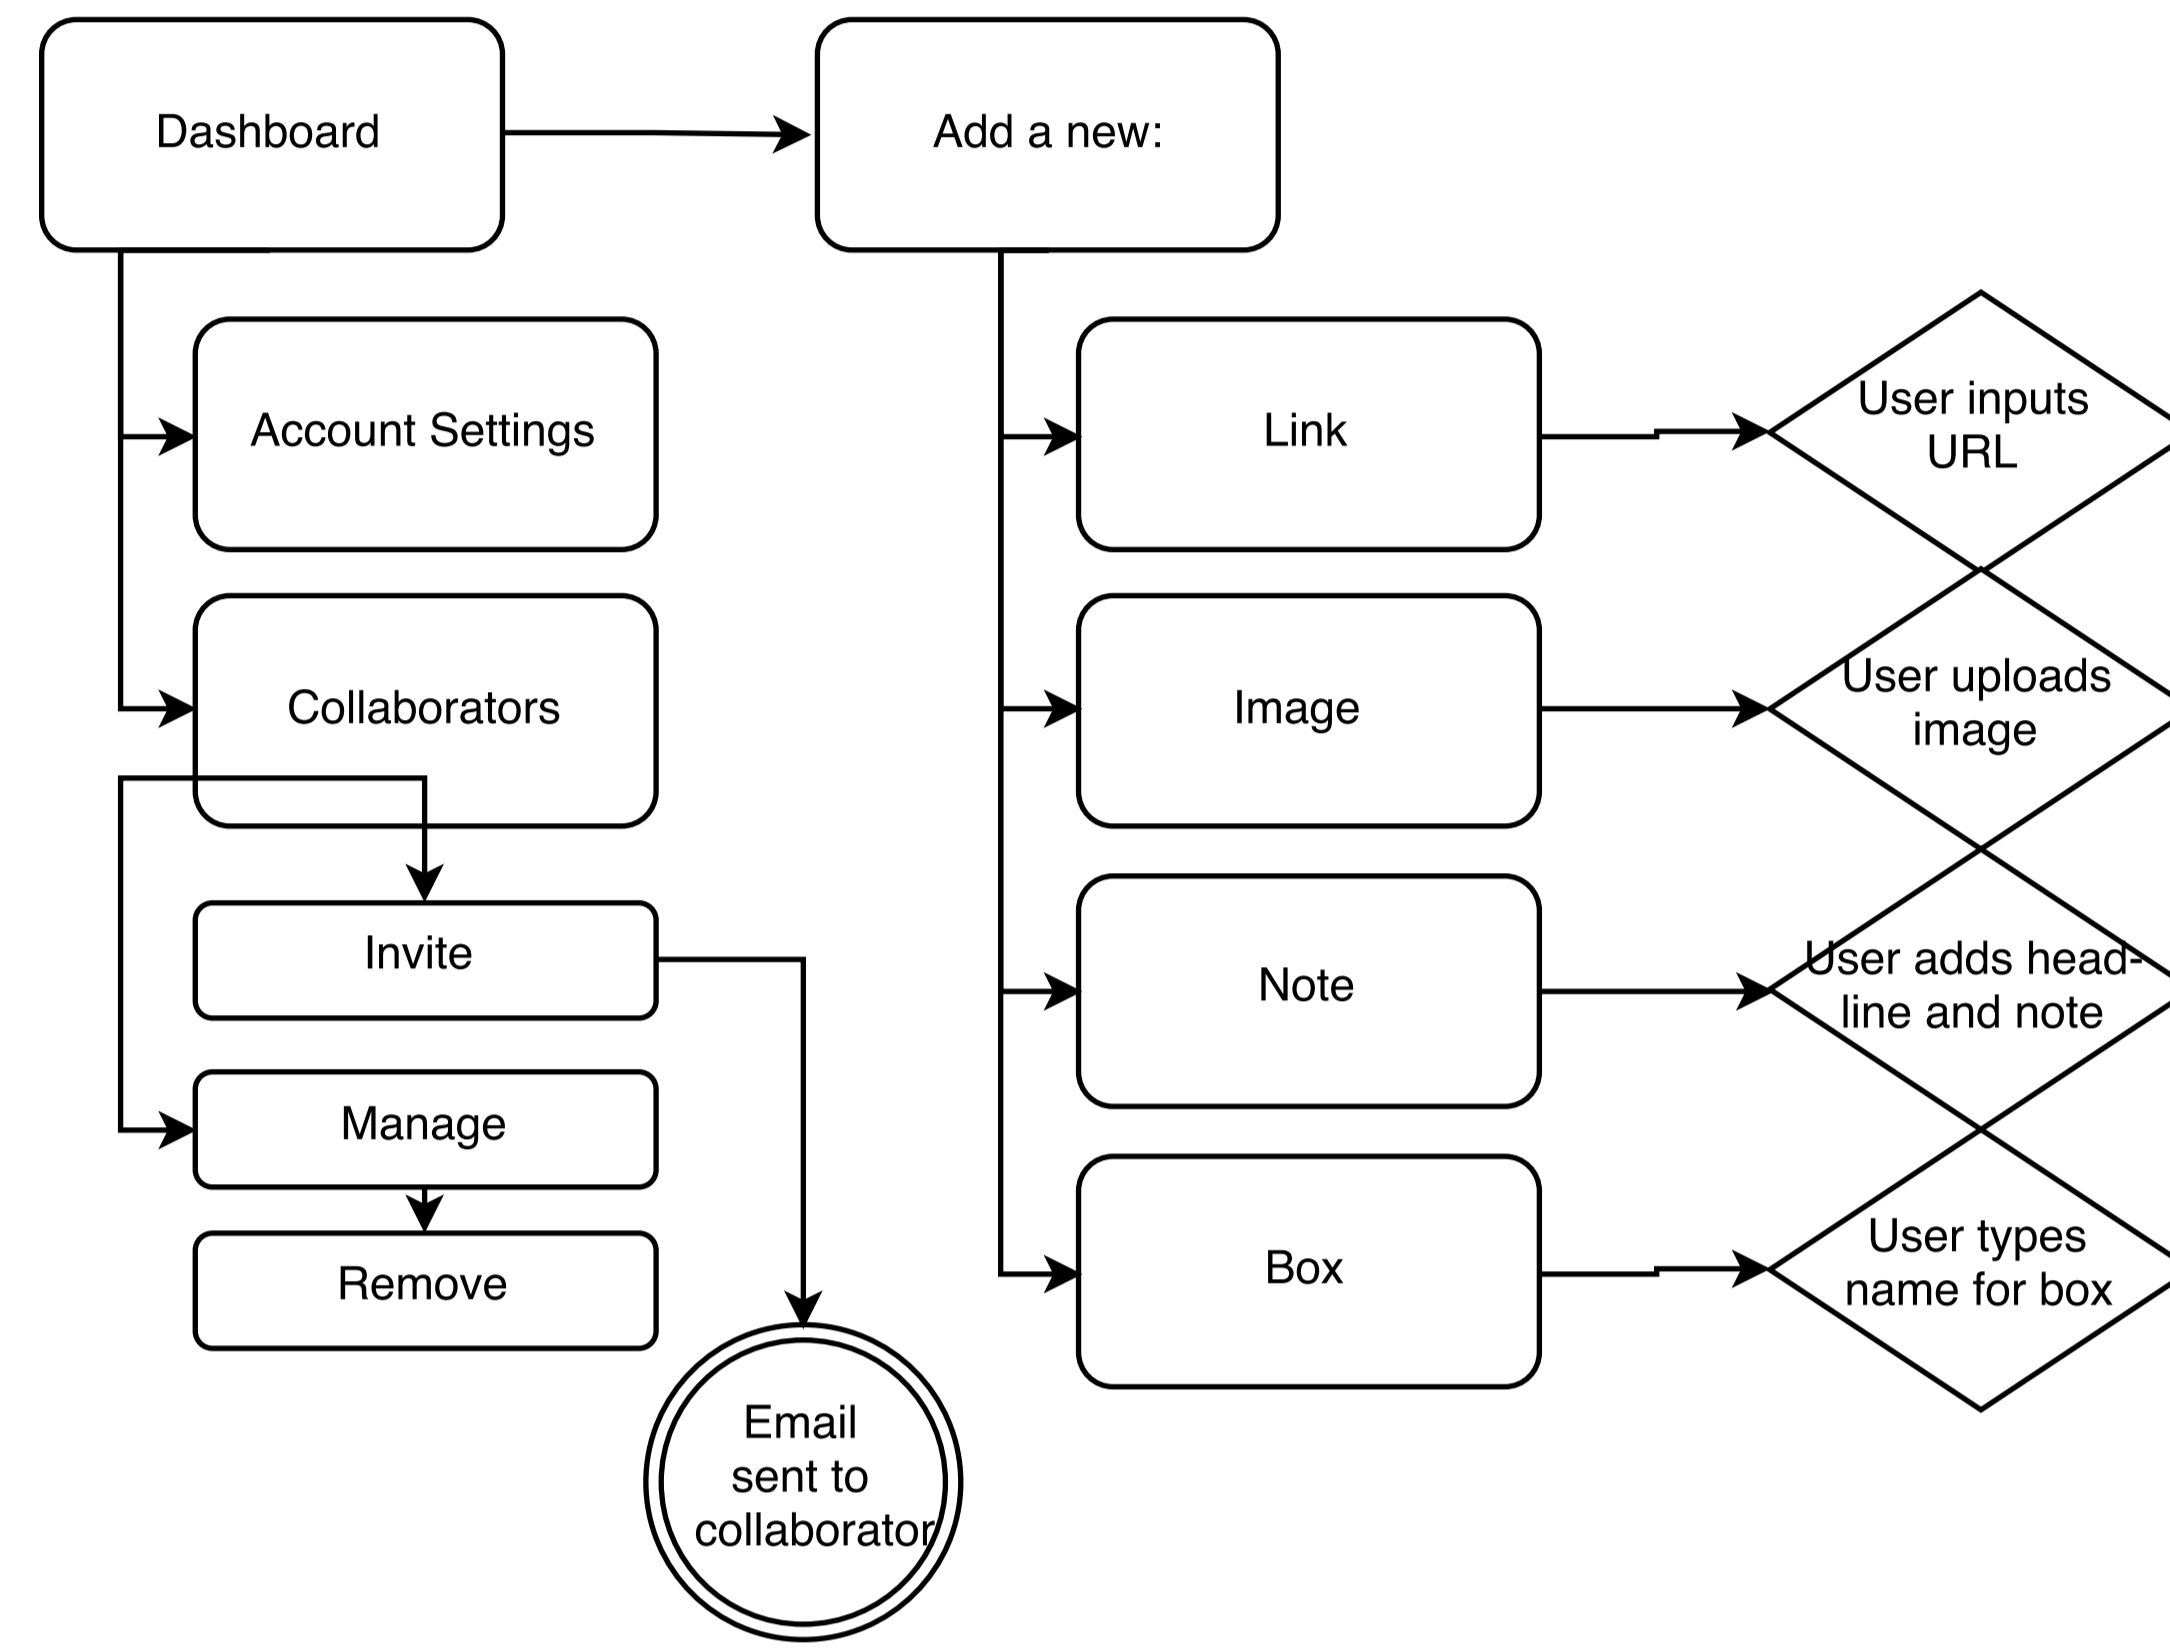 Dashboard
Add a new:
Account Settings
Link
User inputs
URL
Collaborators
Image
User uploads
image
Invite
Note
User adds head-
line and note
Manage
Remove
Box
User types
name for box
Email
sent to
collaborator